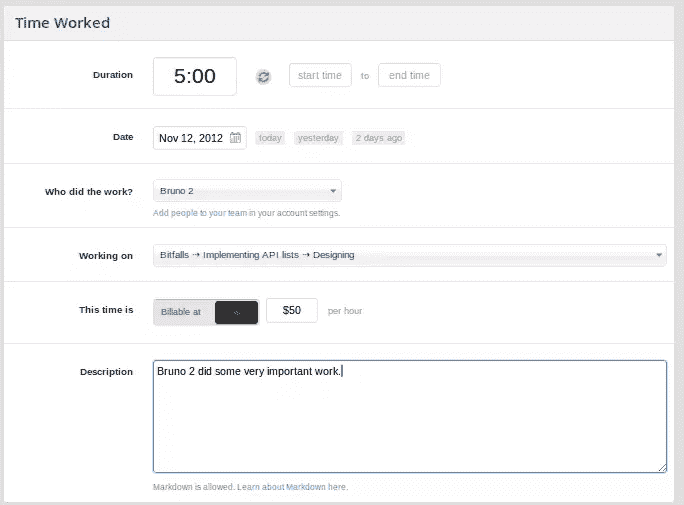 Time Worked
Duration 5:00 start time to end time
Date Nov 12, 2012 today yesterday 2 days ago
Who did the work? Bruno 2
Add people to your team in your account settings.
Working on Bitfalls ➝ Implementing API lists ➝ Designing
This time is Billable at $50 per hour
Description Bruno 2 did some very important work.
Markdown is allowed. Learn about Markdown here.